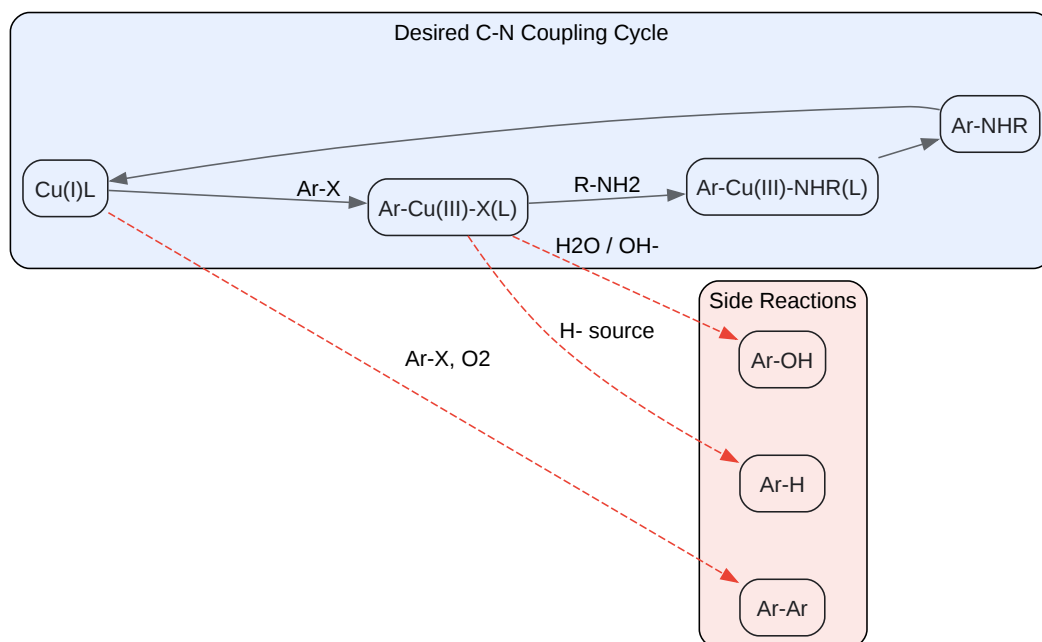 Desired C-N Coupling Cycle
Ar-NHR
Cu(I)L
Ar-X
R-NH2
Ar-Cu(III)-NHR(L)
Ar-Cu(III)-X(L)
H2O / OH-
Side Reactions
H- source
Ar-X, O2
Ar-OH
Ar-H
Ar-Ar